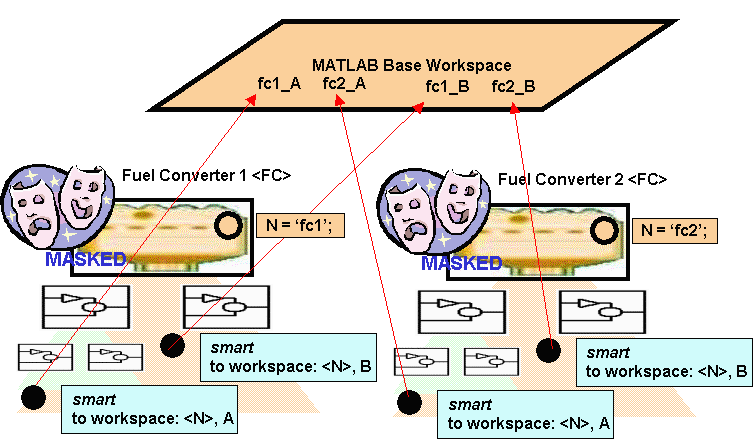 MATLAB Base Workspace
fc1_A fc2_A fc1_B fc2_B
Fuel Converter 1 <FC>
N = ‘fc1’;
MASKED
smart
to workspace: <N>, B
smart
to workspace: <N>, A
Fuel Converter 2 <FC>
N = ‘fc2’;
MASKED
smart
to workspace: <N>, B
smart
to workspace: <N>, A